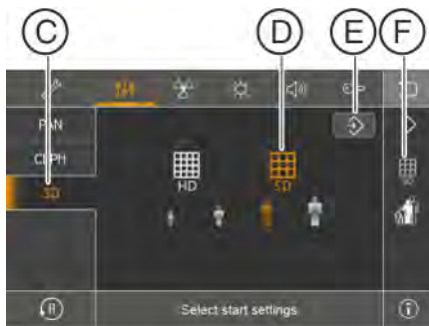 C D E F
PAN
CEPH
3D
HD SD
R Select start settings i